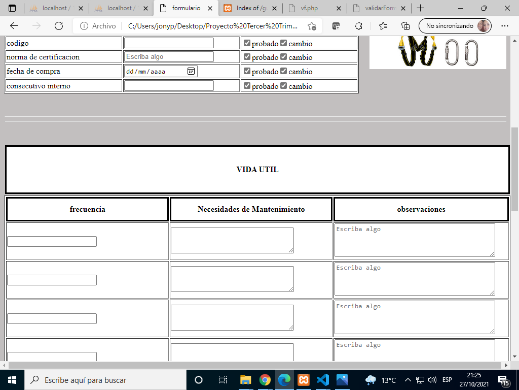 localhost /
localhost /
formulario
Index of /g
vf.php
validarForm
Archivo
C:/Users/jonyp/Desktop/Proyecto%20Tercer%20Trim...
No sincronizando
codigo
probado cambio
norma de certificacion
Escriba algo
probado cambio
fecha de compra
dd/mm/aaaa
probado cambio
consecutivo interno
probado cambio
VIDA UTIL
frecuencia
Necesidades de Mantenimiento
observaciones
Escriba algo
Escriba algo
Escriba algo
Escriba algo
Escribe aquí para buscar
13°C
ESP
21:25
27/10/2021